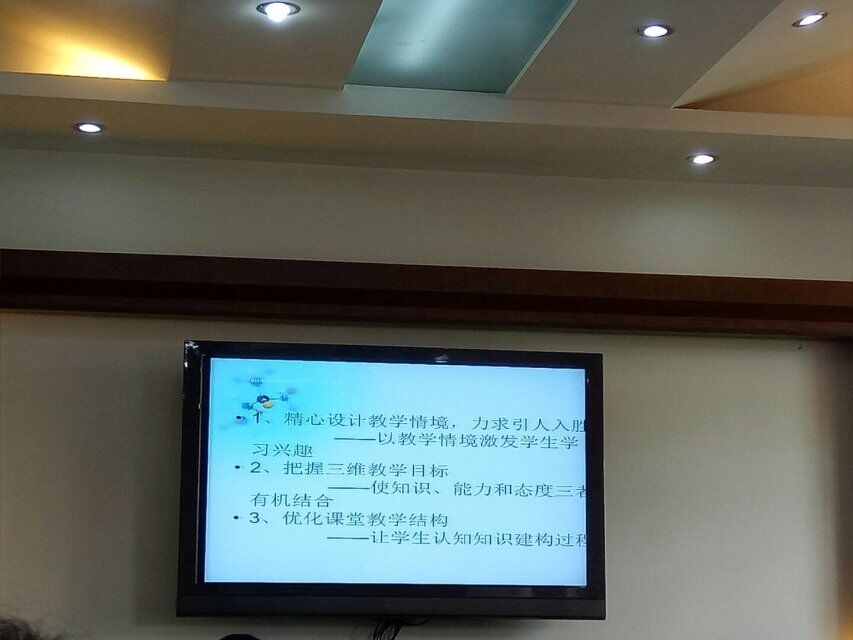 • 1、精心设计教学情境，力求引人入胜
——以教学情境激发学生学
习兴趣
• 2、把握三维教学目标
——使知识、能力和态度三者
有机结合
• 3、优化课堂教学结构
——让学生认知知识建构过程